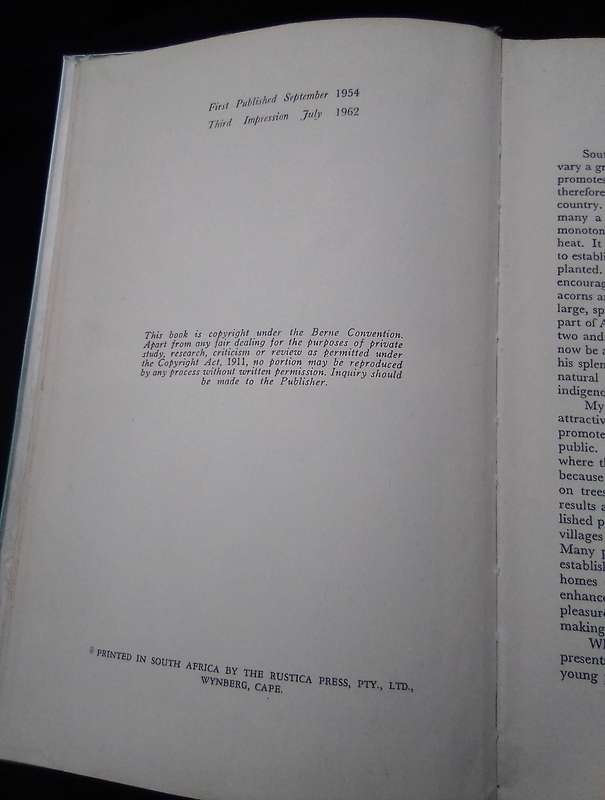 First Published September 1954
Third Impression July 1962
This book is copyright under the Berne Convention.
Apart from any fair dealing for the purposes of private
study, research, criticism or review as permitted under
the Copyright Act, 1911, no portion may be reproduced
by any process without written permission. Inquiry should
be made to the Publisher.
PRINTED IN SOUTH AFRICA BY THE RUSTICA PRESS, PTY., LTD.,
WYNBERG, CAPE.
vary a
promotes
therefore
country.
many a
monoton
heat. It
to establi
planted.
encourag
acorns a
large, sp
part of A
two and
now be a
his splen
natural
indigen
My
attractiv
promote
public.
where t
because
on trees
results a
lished p
villages
Many p
establis
homes
enhance
pleasur
making
W
present
young